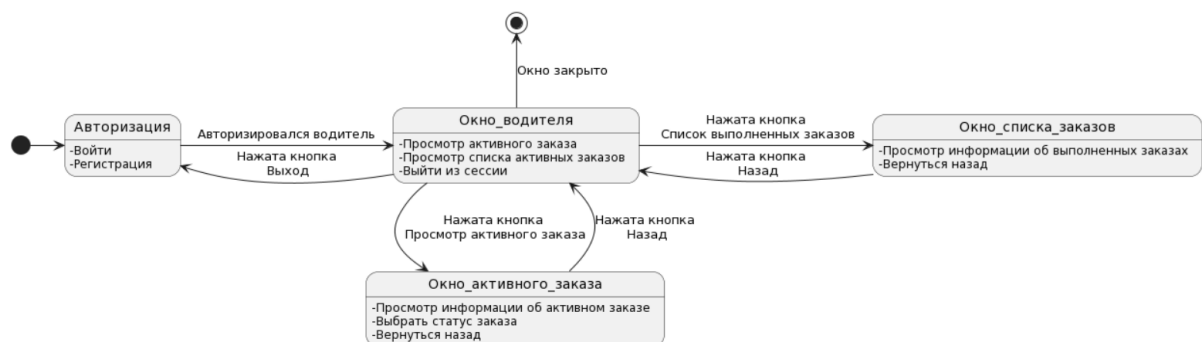 Окно закрыто
Авторизация
-Войти
-Регистрация
Авторизировался водитель
Нажата кнопка
Выход
Окно_водителя
-Просмотр активного заказа
-Просмотр списка активных заказов
-Выйти из сессии
Нажата кнопка
Список выполненных заказов
Нажата кнопка
Назад
Окно_списка_заказов
-Просмотр информации об выполненных заказах
-Вернуться назад
Нажата кнопка
Просмотр активного заказа
Нажата кнопка
Назад
Окно_активного_заказа
-Просмотр информации об активном заказе
-Выбрать статус заказа
-Вернуться назад